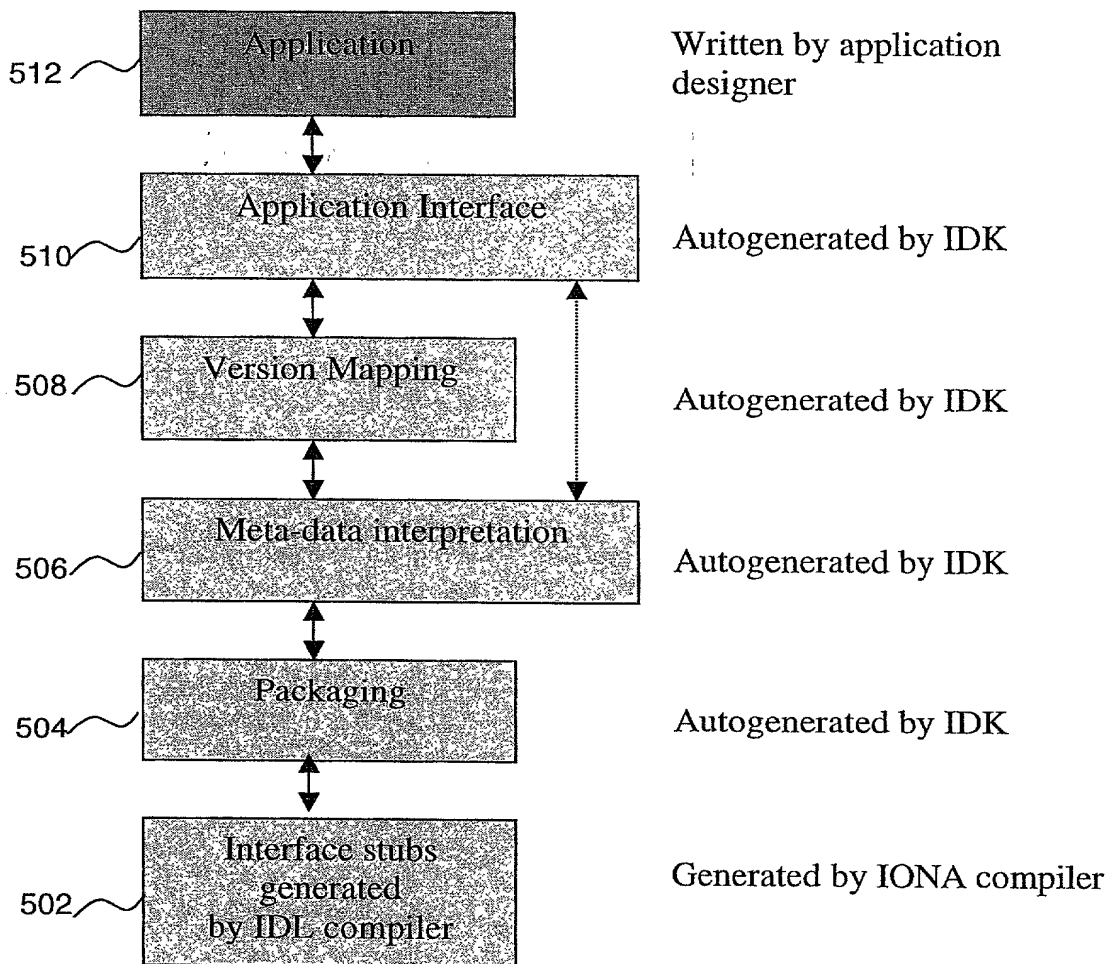 Application
Written by application
designer
512
Application Interface
510
Autogenerated by IDK
Version Mapping
508
Autogenerated by IDK
Meta-data interpretation
506
Autogenerated by IDK
Packaging
504
Autogenerated by IDK
Interface stubs
generated
by IDL compiler
502
Generated by IONA compiler